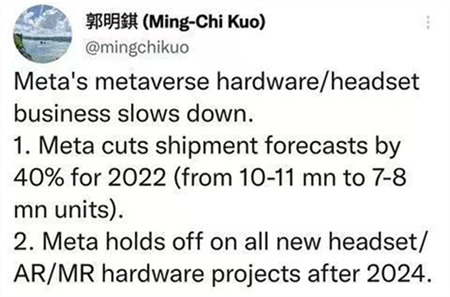 郭明錤 (Ming-Chi Kuo)
@mingchikuo
Meta's metaverse hardware/headset
business slows down.
1. Meta cuts shipment forecasts by
40% for 2022 (from 10-11 mn to 7-8
mn units).
2. Meta holds off on all new headset/
AR/MR hardware projects after 2024.